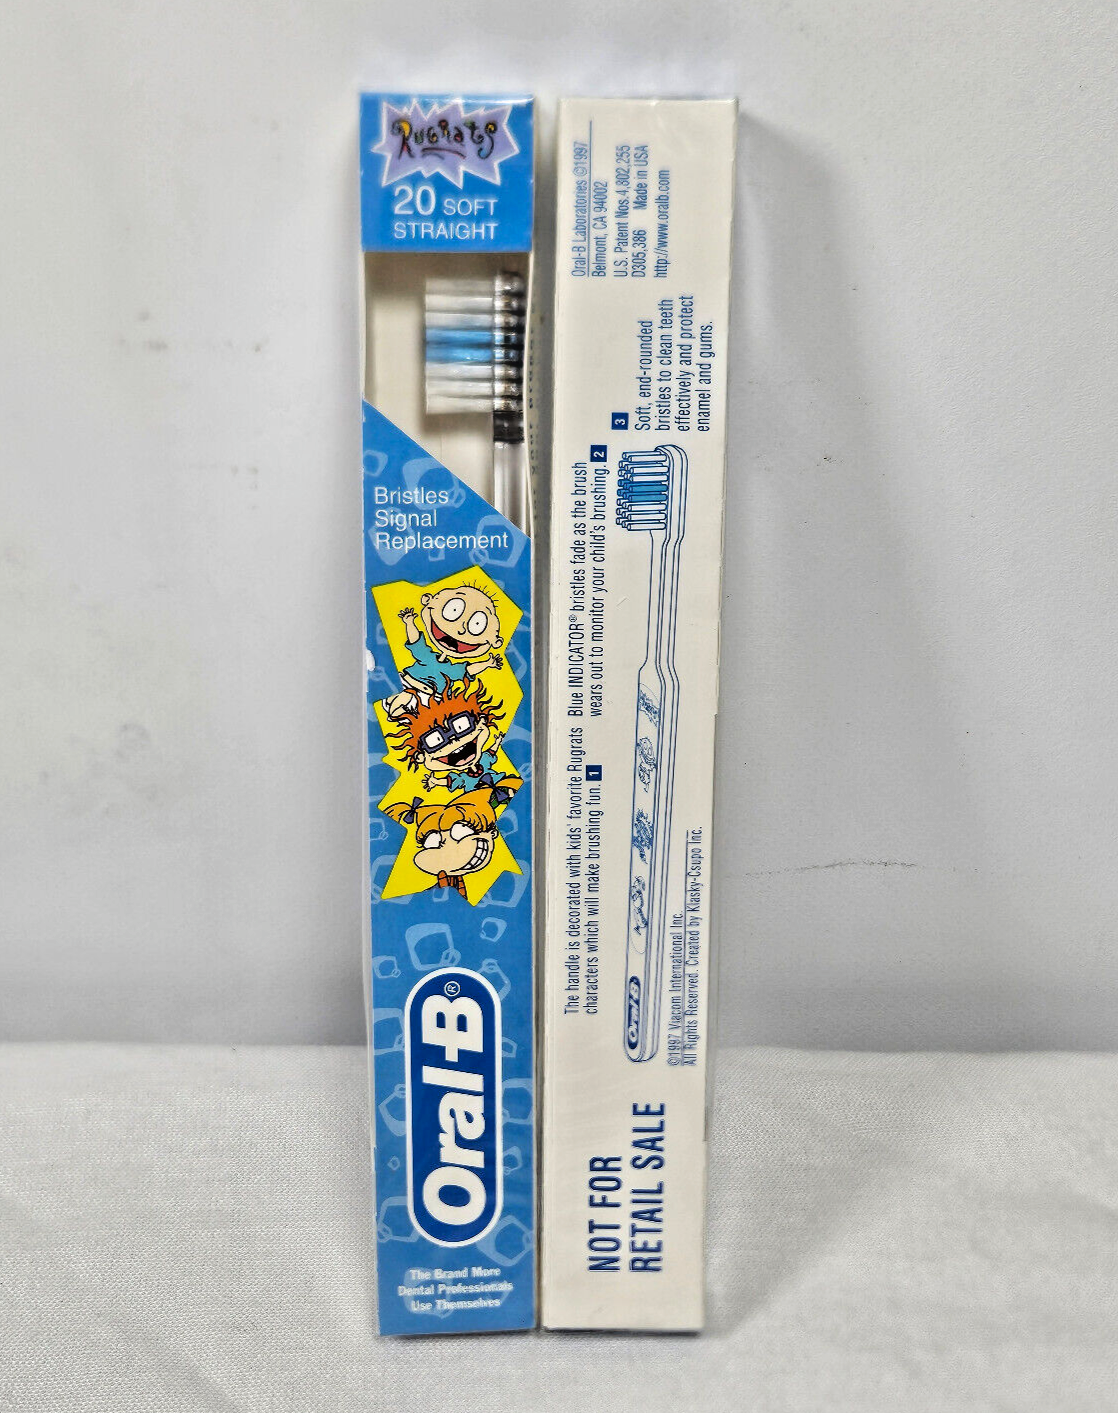 Rugrats
20 SOFT
STRAIGHT
Bristles
Signal
Replacement
Oral-B®
The Brand More
Dental Professionals
Use Themselves
Oral-B Laboratories ©1997
Belmont, CA 94002
U.S. Patent Nos.4,802,255
D305,386 Made in USA
http://www.oralb.com
3
Soft, end-rounded
bristles to clean teeth
effectively and protect
enamel and gums.
Blue INDICATOR® bristles fade as the brush
wears out to monitor your child's brushing. 2
The handle is decorated with kids' favorite Rugrats
characters which will make brushing fun. 1
Oral-B
©1997 Viacom International Inc.
All Rights Reserved. Created by Klasky-Csupo Inc.
NOT FOR
RETAIL SALE